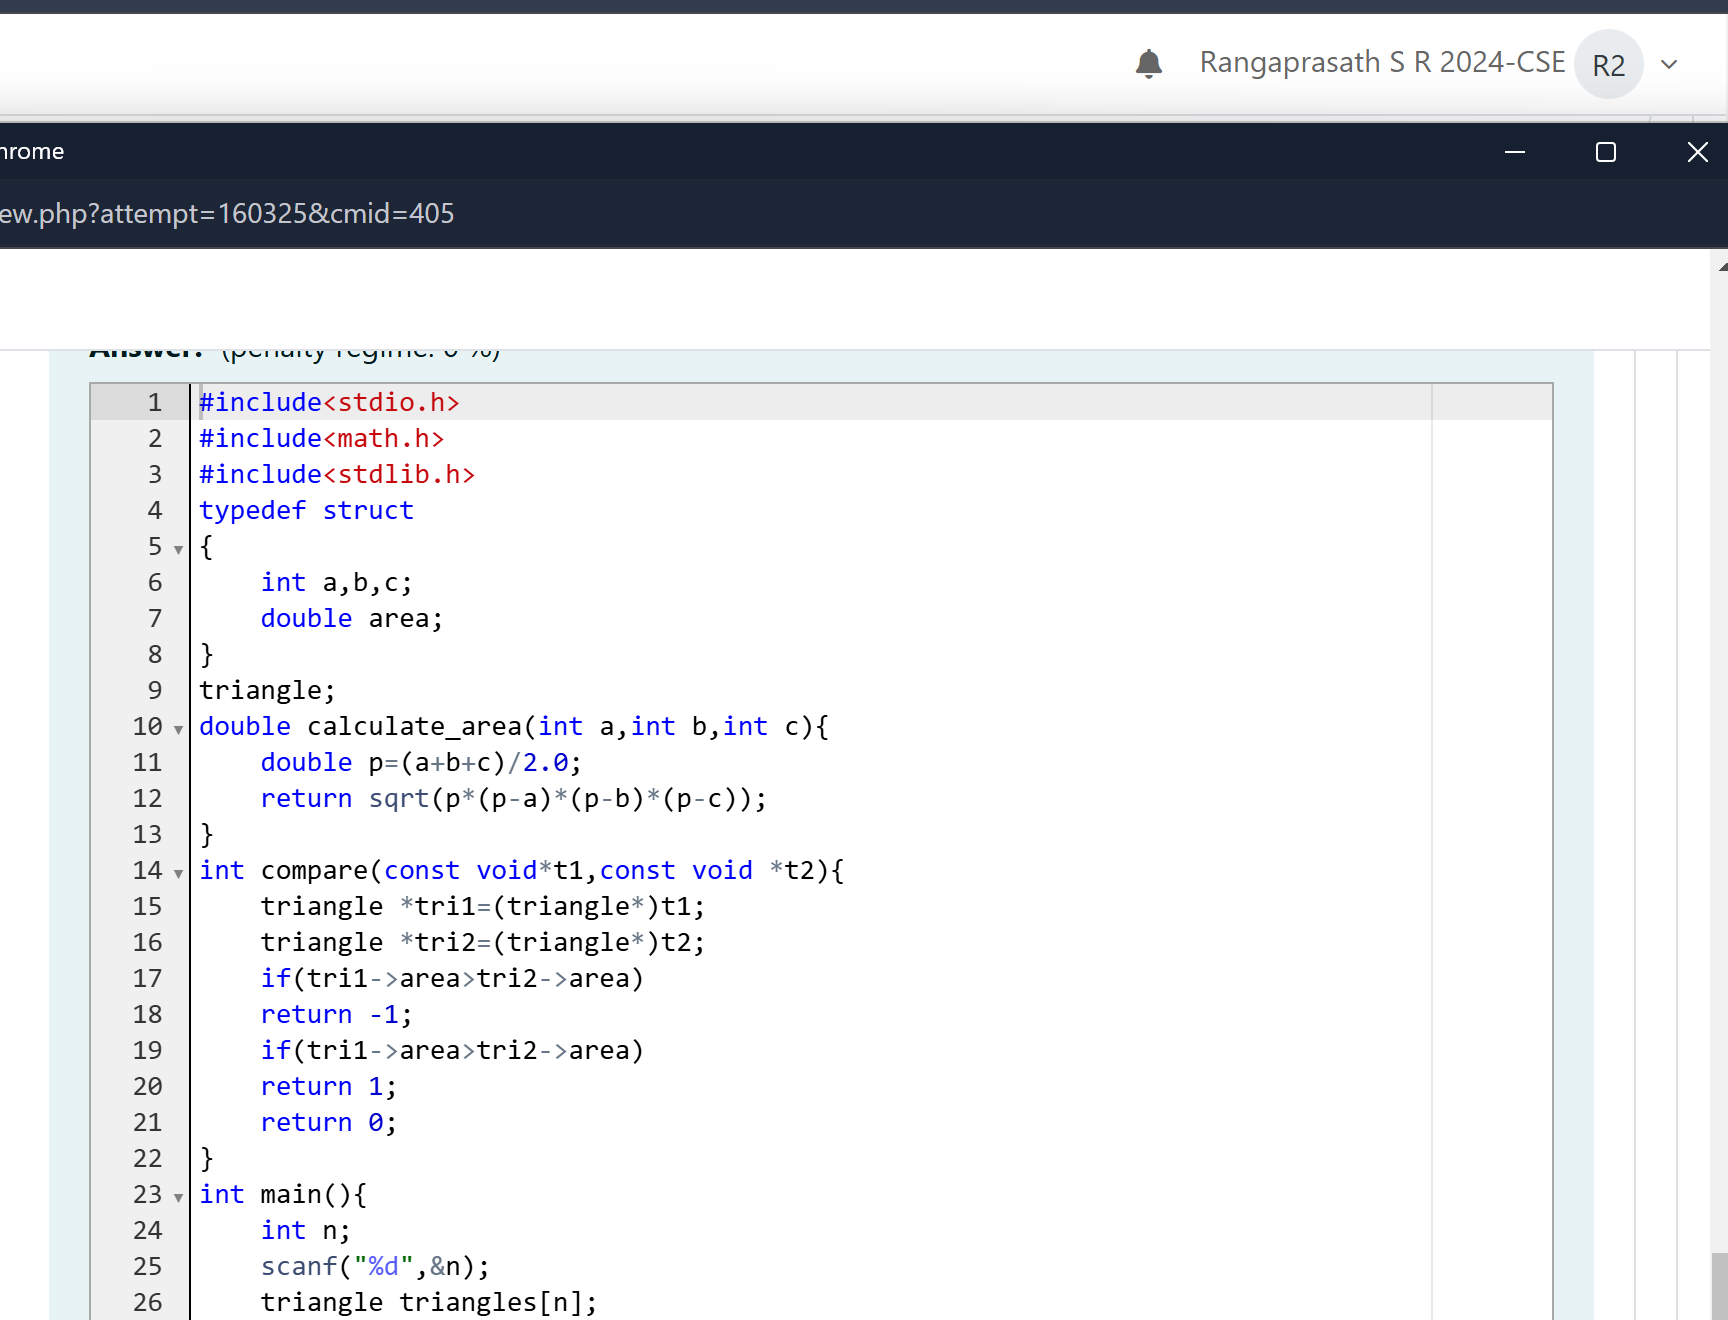 Rangaprasath S R 2024-CSE R2
hrome
ew.php?attempt=160325&cmid=405
Answer: (penalty regime: 0 %)
1 #include<stdio.h>
2 #include<math.h>
3 #include<stdlib.h>
4 typedef struct
5 {
6     int a,b,c;
7     double area;
8 }
9 triangle;
10 double calculate_area(int a,int b,int c){
11     double p=(a+b+c)/2.0;
12     return sqrt(p*(p-a)*(p-b)*(p-c));
13 }
14 int compare(const void*t1,const void *t2){
15     triangle *tri1=(triangle*)t1;
16     triangle *tri2=(triangle*)t2;
17     if(tri1->area>tri2->area)
18     return -1;
19     if(tri1->area>tri2->area)
20     return 1;
21     return 0;
22 }
23 int main(){
24     int n;
25     scanf("%d",&n);
26     triangle triangles[n];